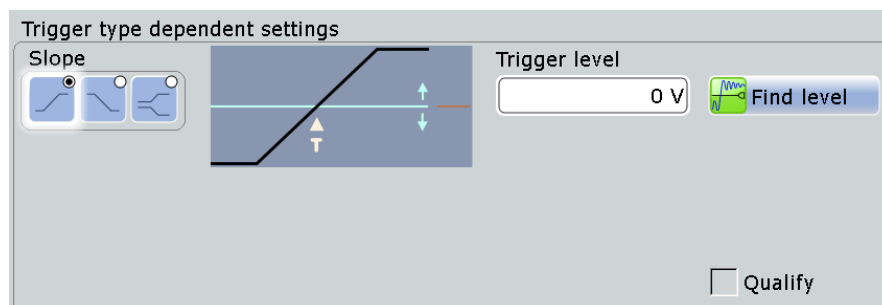 Trigger type dependent settings
Slope
Trigger level
0 V
Find level
T
Qualify